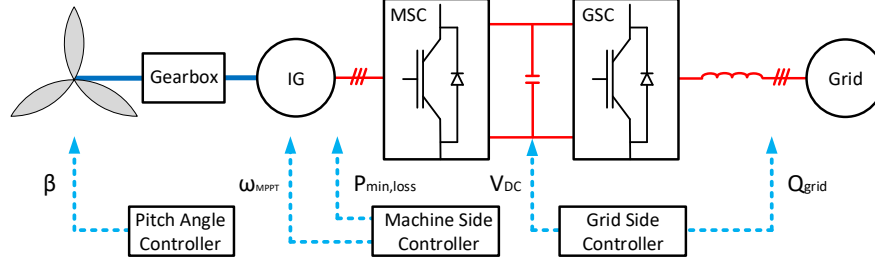 MSC
GSC
Gearbox
IG
Grid
β
ωMPPT
Pmin,loss
VDC
Qgrid
Pitch Angle
Controller
Machine Side
Controller
Grid Side
Controller